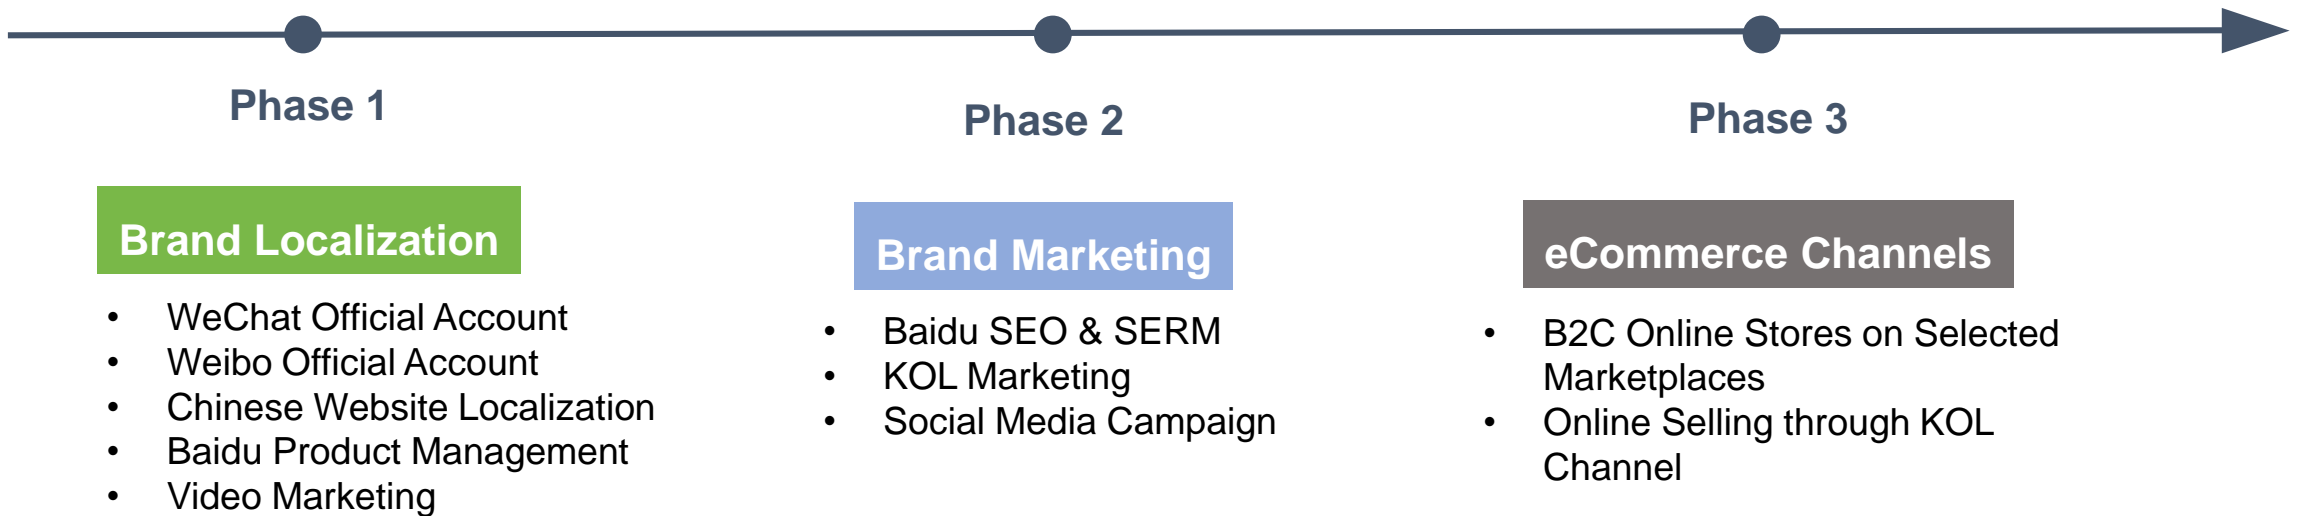 Phase 1
Brand Localization
• WeChat Official Account
• Weibo Official Account
• Chinese Website Localization
• Baidu Product Management
• Video Marketing
Phase 2
Brand Marketing
• Baidu SEO & SERM
• KOL Marketing
• Social Media Campaign
Phase 3
eCommerce Channels
• B2C Online Stores on Selected
Marketplaces
• Online Selling through KOL
Channel